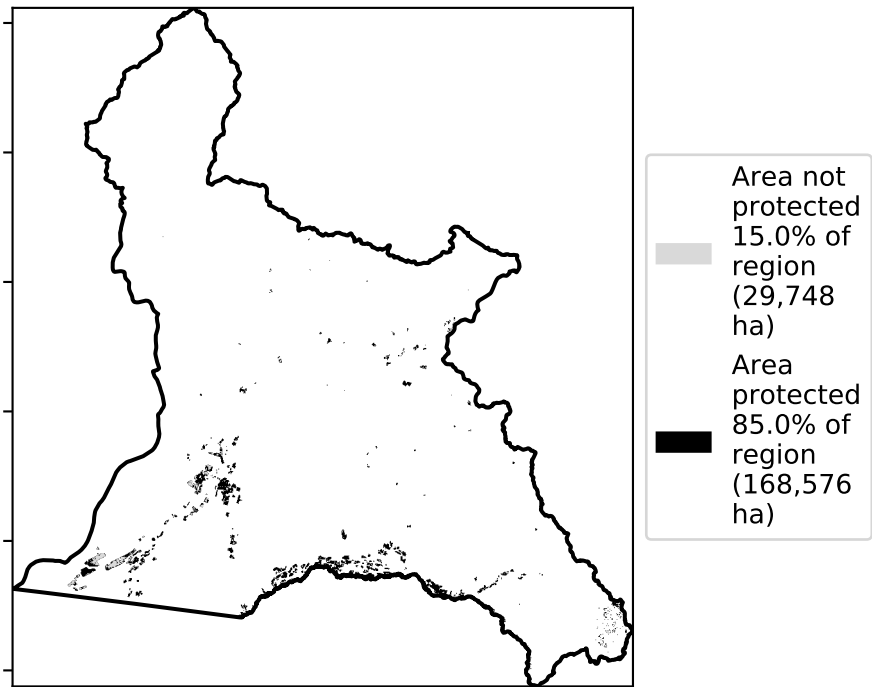 Area not
protected
15.0% of
region
(29,748
ha)
Area
protected
85.0% of
region
(168,576
ha)